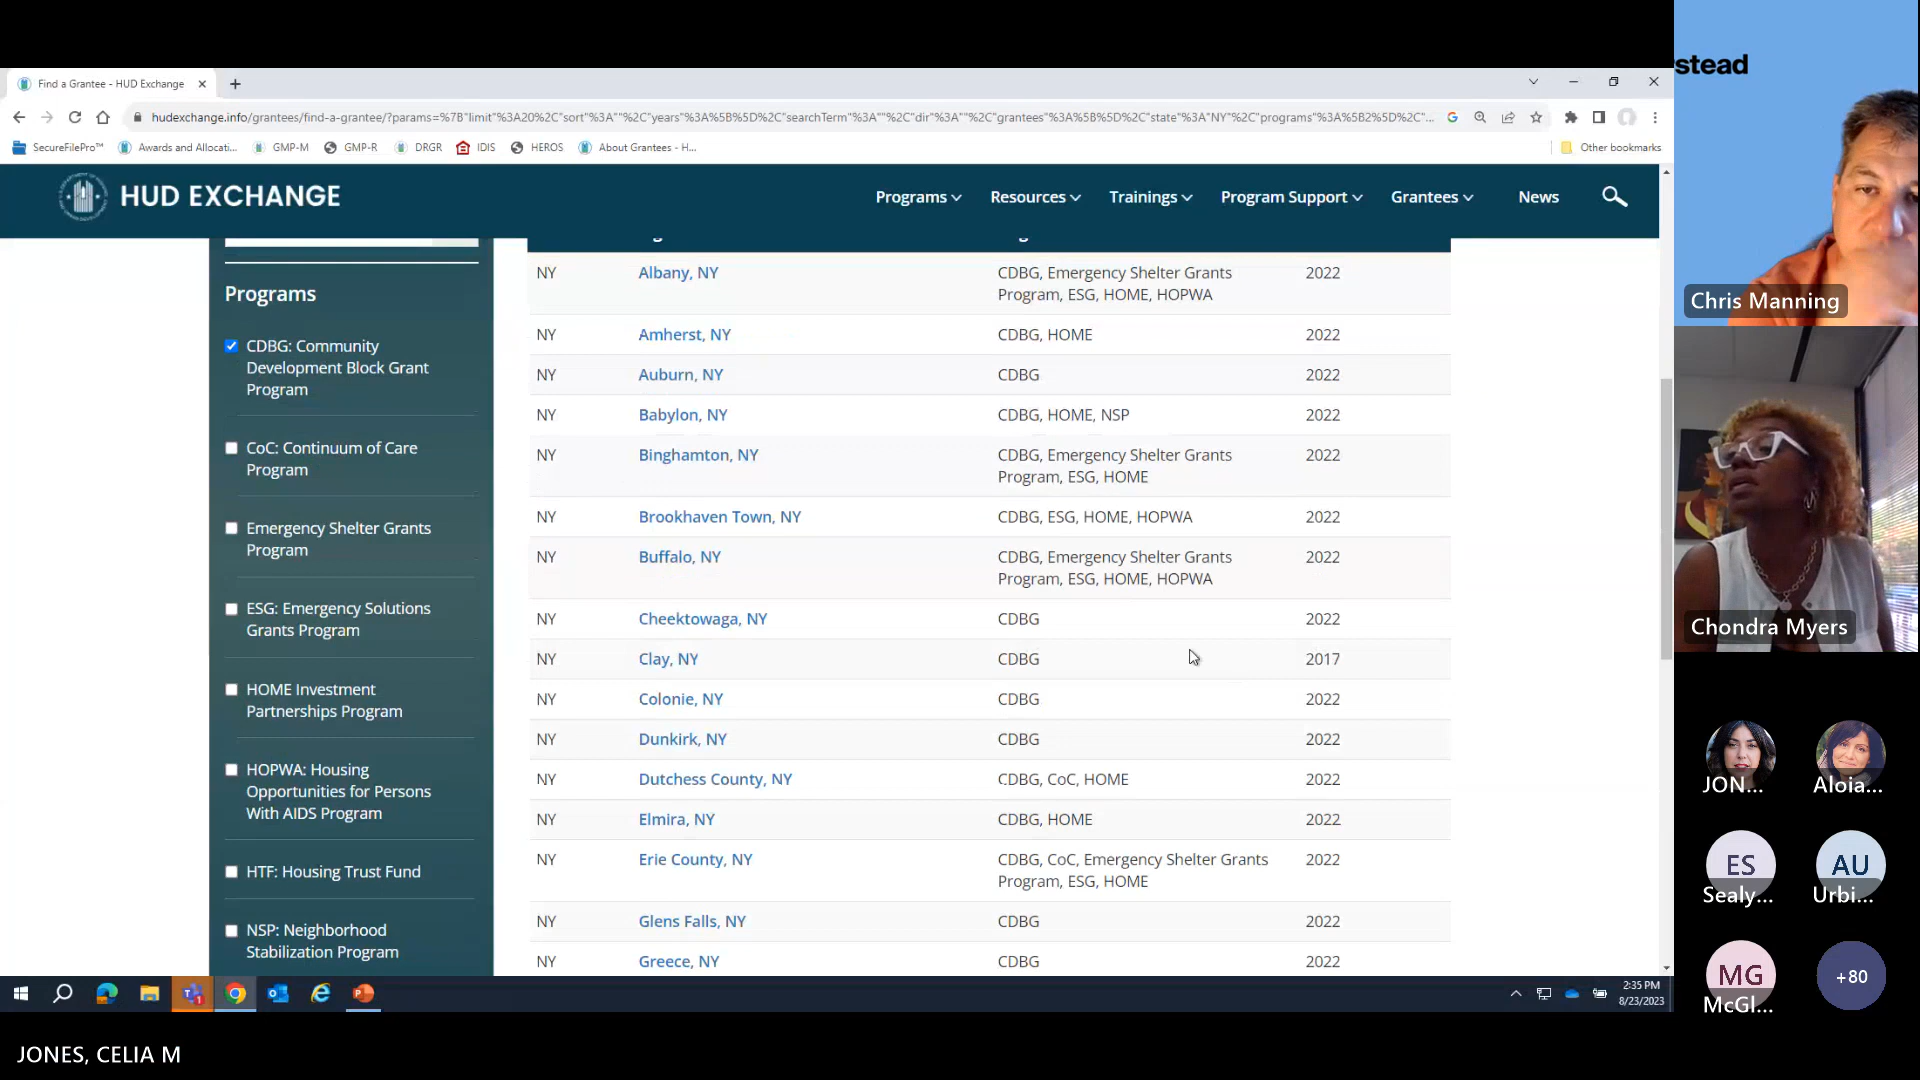 Find a Grantee - HUD Exchange
hudexchange.info/grantees/find-a-grantee/?params=%7B"limit"%3A20%2C"sort"%3A""%2C"years"%3A%5B%5D%2C"searchTerm"%3A""%2C"dir"%3A""%2C"grantees"%3A%5B%5D%2C"state"%3A"NY"%2C"programs"%3A%5B2%5D%2C"...
SecureFilePro™ Awards and Allocati... GMP-M GMP-R DRGR IDIS HEROS About Grantees - H... Other bookmarks
HUD EXCHANGE
Programs Resources Trainings Program Support Grantees News
Programs
CDBG: Community
Development Block Grant
Program
CoC: Continuum of Care
Program
Emergency Shelter Grants
Program
ESG: Emergency Solutions
Grants Program
HOME Investment
Partnerships Program
HOPWA: Housing
Opportunities for Persons
With AIDS Program
HTF: Housing Trust Fund
NSP: Neighborhood
Stabilization Program
NY Albany, NY CDBG, Emergency Shelter Grants 2022
Program, ESG, HOME, HOPWA
NY Amherst, NY CDBG, HOME 2022
NY Auburn, NY CDBG 2022
NY Babylon, NY CDBG, HOME, NSP 2022
NY Binghamton, NY CDBG, Emergency Shelter Grants 2022
Program, ESG, HOME
NY Brookhaven Town, NY CDBG, ESG, HOME, HOPWA 2022
NY Buffalo, NY CDBG, Emergency Shelter Grants 2022
Program, ESG, HOME, HOPWA
NY Cheektowaga, NY CDBG 2022
NY Clay, NY CDBG 2017
NY Colonie, NY CDBG 2022
NY Dunkirk, NY CDBG 2022
NY Dutchess County, NY CDBG, CoC, HOME 2022
NY Elmira, NY CDBG, HOME 2022
NY Erie County, NY CDBG, CoC, Emergency Shelter Grants 2022
Program, ESG, HOME
NY Glens Falls, NY CDBG 2022
NY Greece, NY CDBG 2022
2:35 PM
8/23/2023
stead
Chris Manning
Chondra Myers
JON... Aloia...
ES AU
Sealy... Urbi...
MG +80
McGl...
JONES, CELIA M